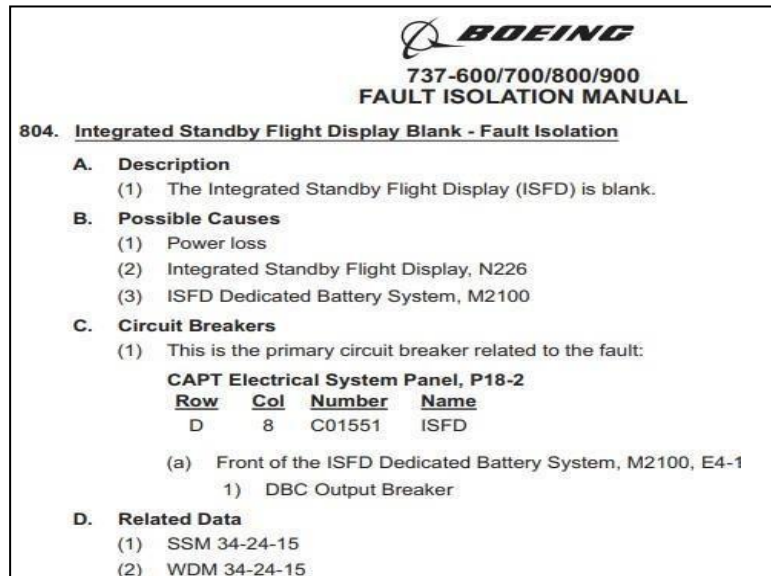 BOEING
737-600/700/800/900
FAULT ISOLATION MANUAL
804. Integrated Standby Flight Display Blank - Fault Isolation
A. Description
(1) The Integrated Standby Flight Display (ISFD) is blank.
B. Possible Causes
(1) Power loss
(2) Integrated Standby Flight Display, N226
(3) ISFD Dedicated Battery System, M2100
C. Circuit Breakers
(1) This is the primary circuit breaker related to the fault:
CAPT Electrical System Panel, P18-2
Row Col Number Name
D 8 C01551 ISFD
(a) Front of the ISFD Dedicated Battery System, M2100, E4-1
1) DBC Output Breaker
D. Related Data
(1) SSM 34-24-15
(2) WDM 34-24-15